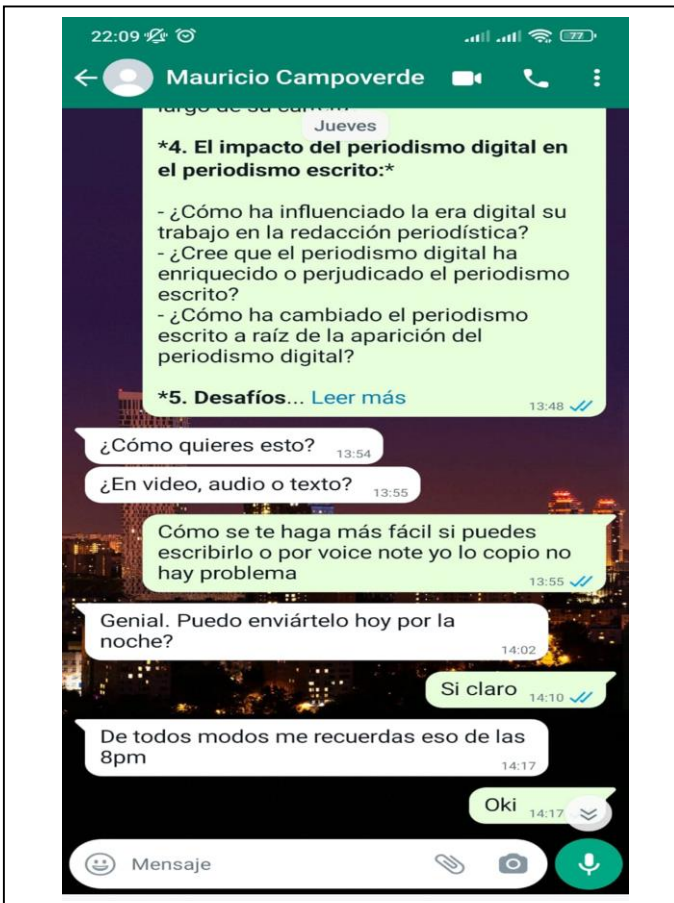 22:09
77
Mauricio Campoverde
Jueves
*4. El impacto del periodismo digital en
el periodismo escrito:*
- ¿Cómo ha influenciado la era digital su
trabajo en la redacción periodística?
- ¿Cree que el periodismo digital ha
enriquecido o perjudicado el periodismo
escrito?
- ¿Cómo ha cambiado el periodismo
escrito a raíz de la aparición del
periodismo digital?
*5. Desafíos... Leer más
13:48
¿Cómo quieres esto?
13:54
¿En video, audio o texto?
13:55
Cómo se te haga más fácil si puedes
escribirlo o por voice note yo lo copio no
hay problema
13:55
Genial. Puedo enviártelo hoy por la
noche?
14:02
Si claro
14:10
De todos modos me recuerdas eso de las
8pm
14:17
Oki
14:17
Mensaje